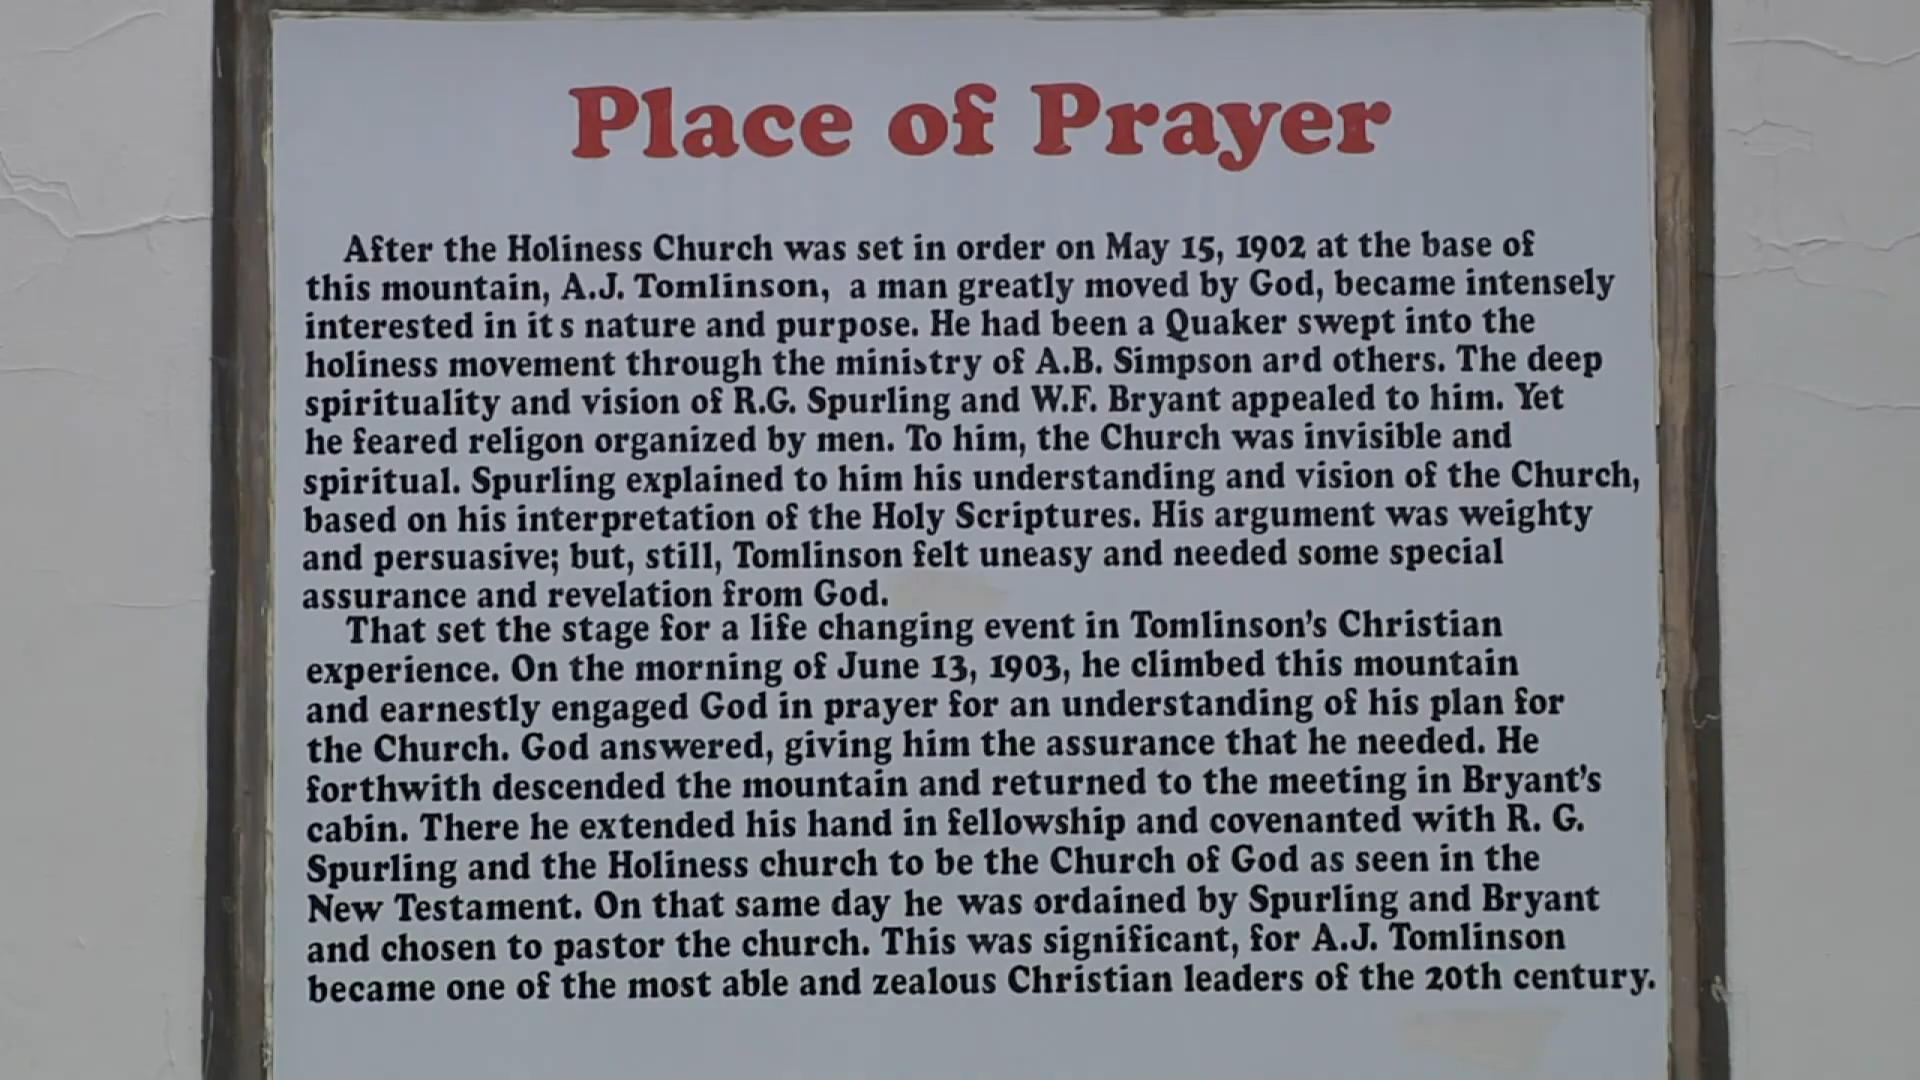 Place of Prayer
After the Holiness Church was set in order on May 15, 1902 at the base of
this mountain, A.J. Tomlinson, a man greatly moved by God, became intensely
interested in its nature and purpose. He had been a Quaker swept into the
holiness movement through the ministry of A.B. Simpson and others. The deep
spirituality and vision of R.G. Spurling and W.F. Bryant appealed to him. Yet
he feared religon organized by men. To him, the Church was invisible and
spiritual. Spurling explained to him his understanding and vision of the Church,
based on his interpretation of the Holy Scriptures. His argument was weighty
and persuasive; but, still, Tomlinson felt uneasy and needed some special
assurance and revelation from God.
That set the stage for a life changing event in Tomlinson's Christian
experience. On the morning of June 13, 1903, he climbed this mountain
and earnestly engaged God in prayer for an understanding of his plan for
the Church. God answered, giving him the assurance that he needed. He
forthwith descended the mountain and returned to the meeting in Bryant's
cabin. There he extended his hand in fellowship and covenanted with R. G.
Spurling and the Holiness church to be the Church of God as seen in the
New Testament. On that same day he was ordained by Spurling and Bryant
and chosen to pastor the church. This was significant, for A.J. Tomlinson
became one of the most able and zealous Christian leaders of the 20th century.